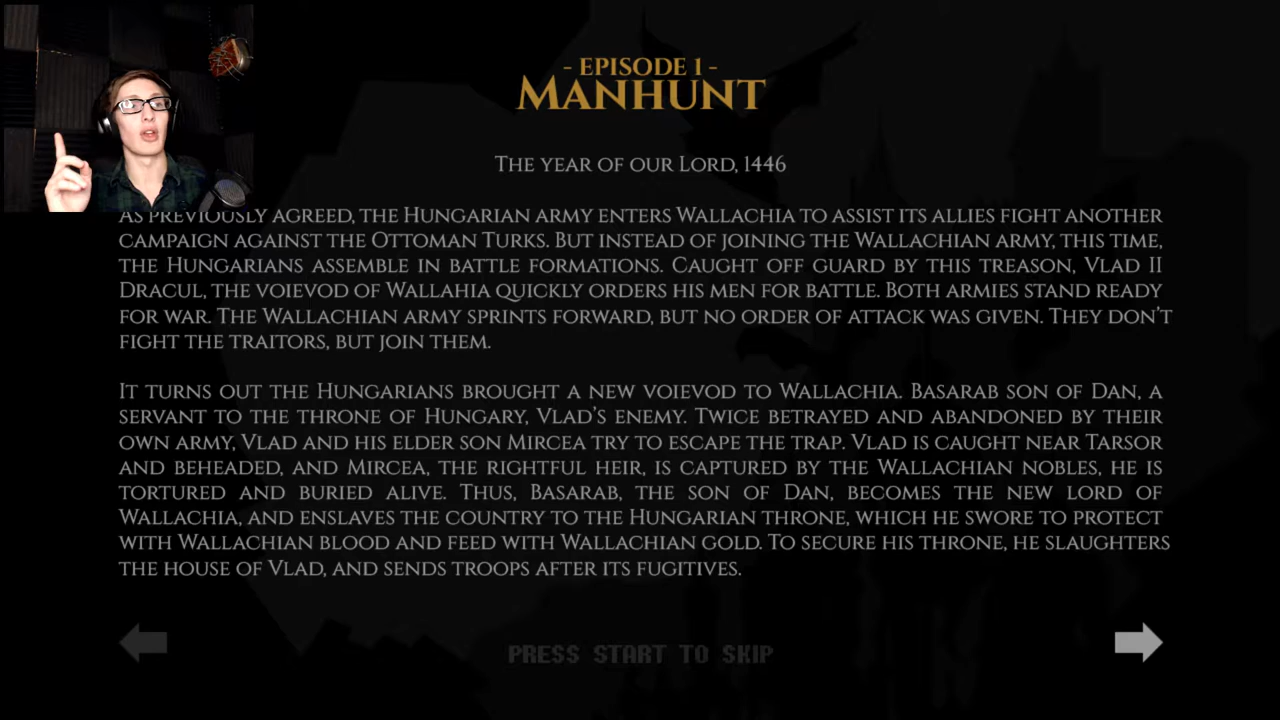 - EPISODE 1 -
MANHUNT
THE YEAR OF OUR LORD, 1446
AS PREVIOUSLY AGREED, THE HUNGARIAN ARMY ENTERS WALLACHIA TO ASSIST ITS ALLIES FIGHT ANOTHER
CAMPAIGN AGAINST THE OTTOMAN TURKS. BUT INSTEAD OF JOINING THE WALLACHIAN ARMY, THIS TIME,
THE HUNGARIANS ASSEMBLE IN BATTLE FORMATIONS. CAUGHT OFF GUARD BY THIS TREASON, VLAD II
DRACUL, THE VOIEVOD OF WALLAHIA QUICKLY ORDERS HIS MEN FOR BATTLE. BOTH ARMIES STAND READY
FOR WAR. THE WALLACHIAN ARMY SPRINTS FORWARD, BUT NO ORDER OF ATTACK WAS GIVEN. THEY DON'T
FIGHT THE TRAITORS, BUT JOIN THEM.
IT TURNS OUT THE HUNGARIANS BROUGHT A NEW VOIEVOD TO WALLACHIA. BASARAB SON OF DAN, A
SERVANT TO THE THRONE OF HUNGARY, VLAD'S ENEMY. TWICE BETRAYED AND ABANDONED BY THEIR
OWN ARMY, VLAD AND HIS ELDER SON MIRCEA TRY TO ESCAPE THE TRAP. VLAD IS CAUGHT NEAR TARSOR
AND BEHEADED, AND MIRCEA, THE RIGHTFUL HEIR, IS CAPTURED BY THE WALLACHIAN NOBLES, HE IS
TORTURED AND BURIED ALIVE. THUS, BASARAB, THE SON OF DAN, BECOMES THE NEW LORD OF
WALLACHIA, AND ENSLAVES THE COUNTRY TO THE HUNGARIAN THRONE, WHICH HE SWORE TO PROTECT
WITH WALLACHIAN BLOOD AND FEED WITH WALLACHIAN GOLD. TO SECURE HIS THRONE, HE SLAUGHTERS
THE HOUSE OF VLAD, AND SENDS TROOPS AFTER ITS FUGITIVES.
PRESS START TO SKIP